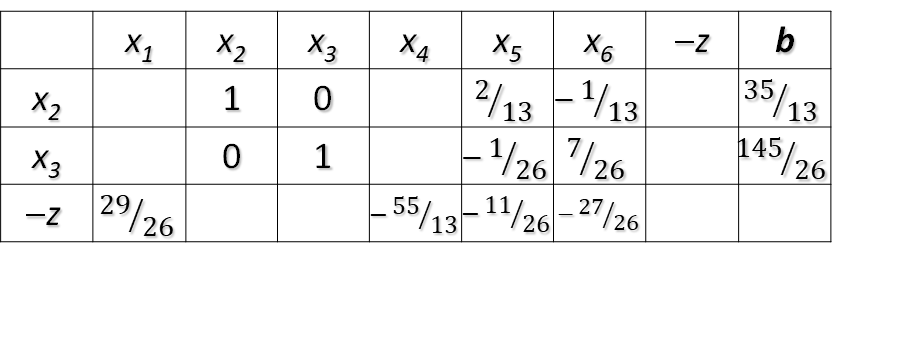 x₁ x₂ x₃ x₄ x₅ x₆ −z b
x₂ 1 0 2/13 −1/13 35/13
x₃ 0 1 −1/26 7/26 145/26
−z 29/26 −55/13 −11/26 −27/26